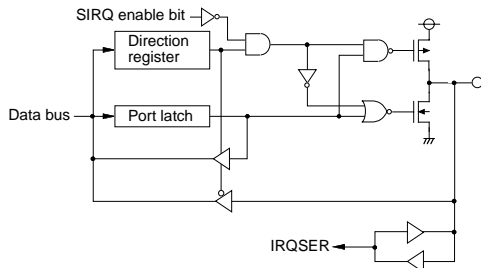 SIRQ enable bit
Direction
register
Data bus
Port latch
IRQSER